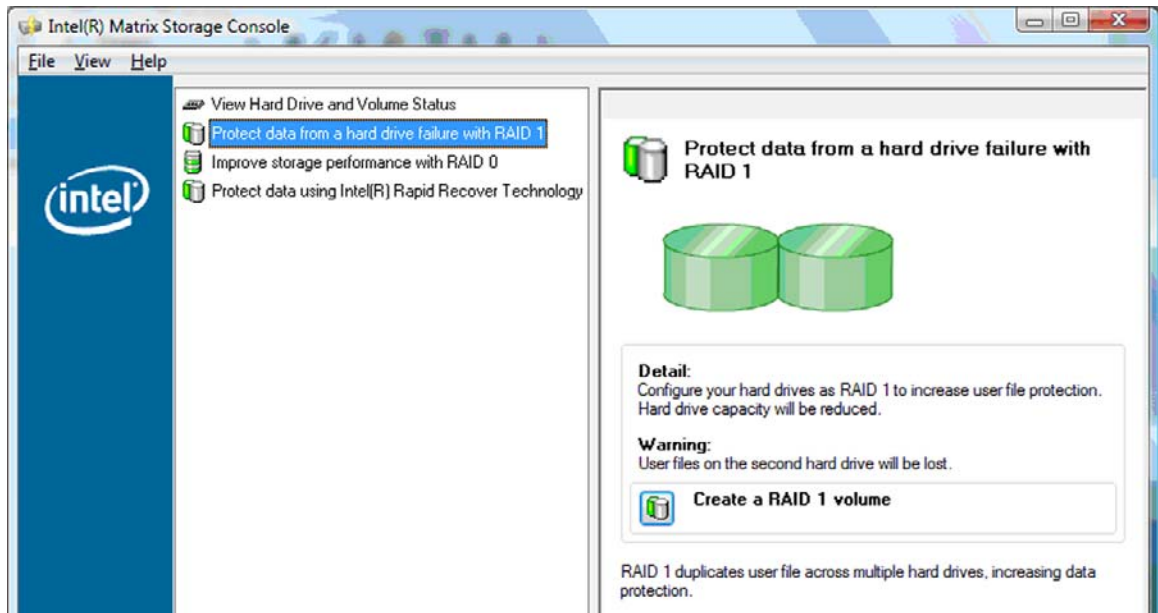 Intel(R) Matrix Storage Console
File View Help
intel
View Hard Drive and Volume Status
Protect data from a hard drive failure with RAID 1
Improve storage performance with RAID 0
Protect data using Intel(R) Rapid Recover Technology
Protect data from a hard drive failure with
RAID 1
Detail:
Configure your hard drives as RAID 1 to increase user file protection.
Hard drive capacity will be reduced.
Warning:
User files on the second hard drive will be lost.
Create a RAID 1 volume
RAID 1 duplicates user file across multiple hard drives, increasing data
protection.